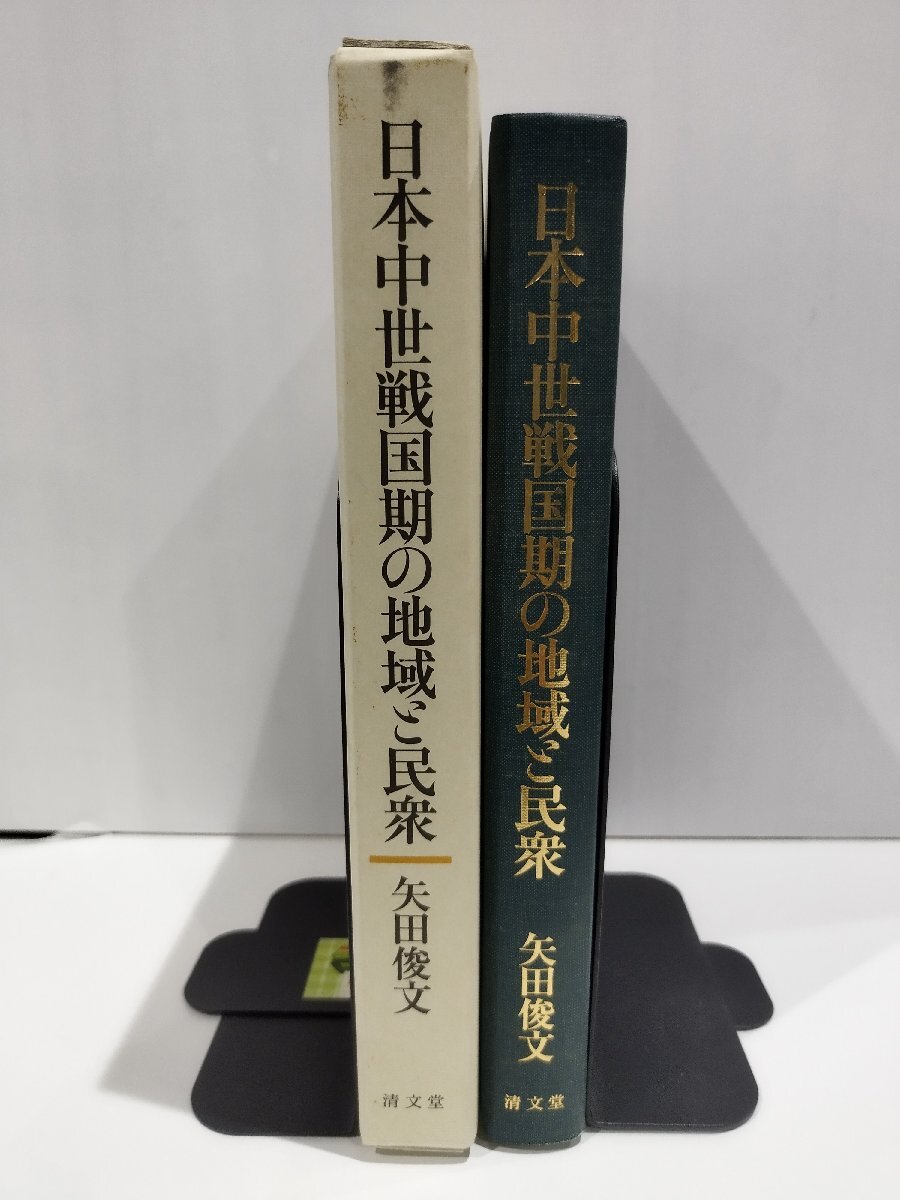 日本中世戦国期の地域と民衆
矢田俊文
清文堂
日本中世戦国期の地域と民衆
矢田俊文
清文堂